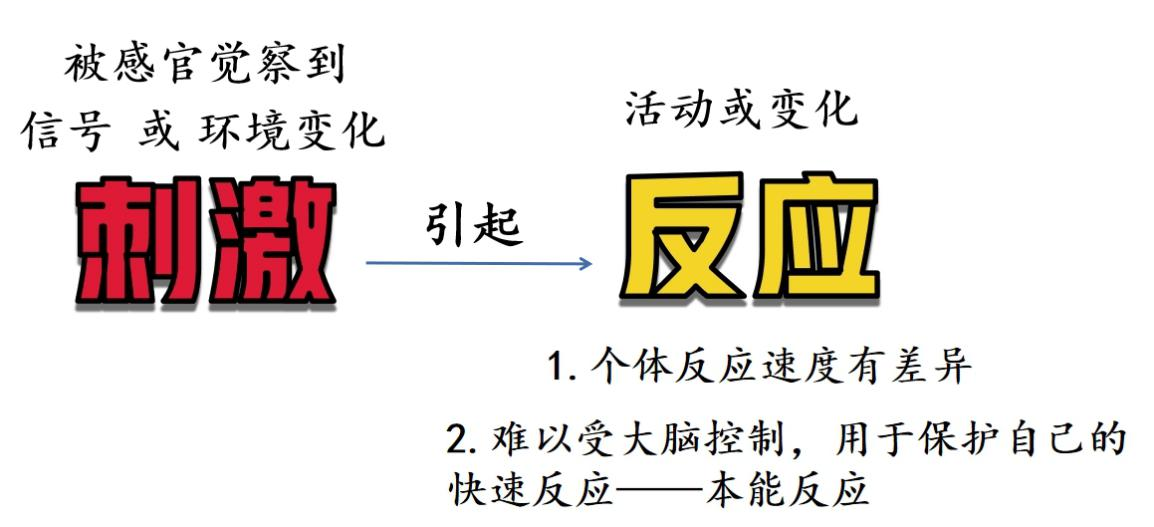 被感官觉察到
信号 或 环境变化
刺激
引起
活动或变化
反应
1.个体反应速度有差异
2.难以受大脑控制，用于保护自己的
快速反应——本能反应